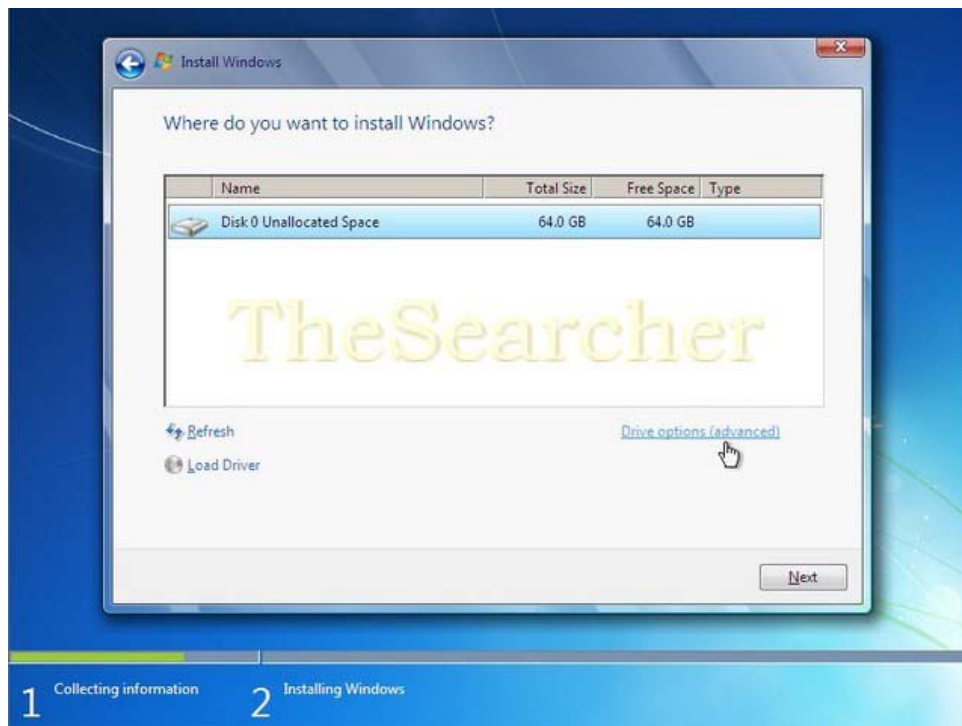 Install Windows
Where do you want to install Windows?
Name Total Size Free Space Type
Disk 0 Unallocated Space 64.0 GB 64.0 GB
TheSearcher
Refresh Drive options (advanced)
Load Driver
Next
1 Collecting information 2 Installing Windows